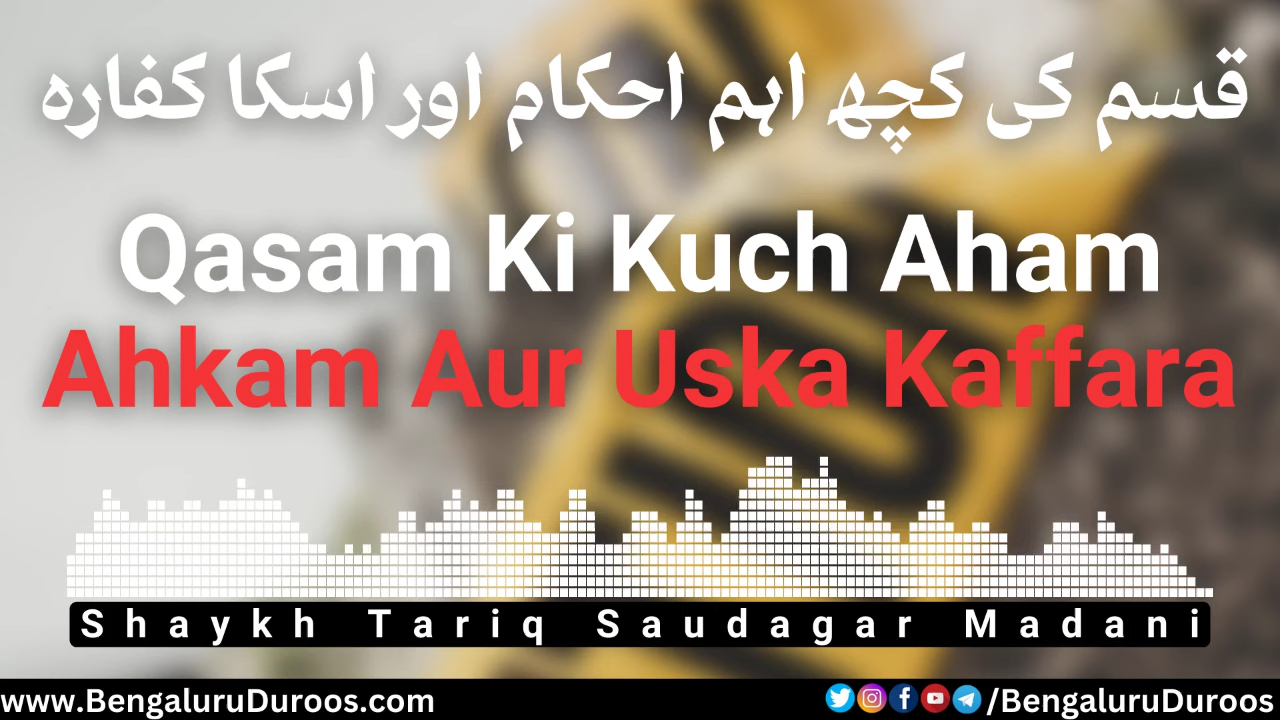 قسم کی کچھ اہم احکام اور اسکا کفارہ
Qasam Ki Kuch Aham
Ahkam Aur Uska Kaffara
Shaykh Tariq Saudagar Madani
www.BengaluruDuroos.com
/BengaluruDuroos